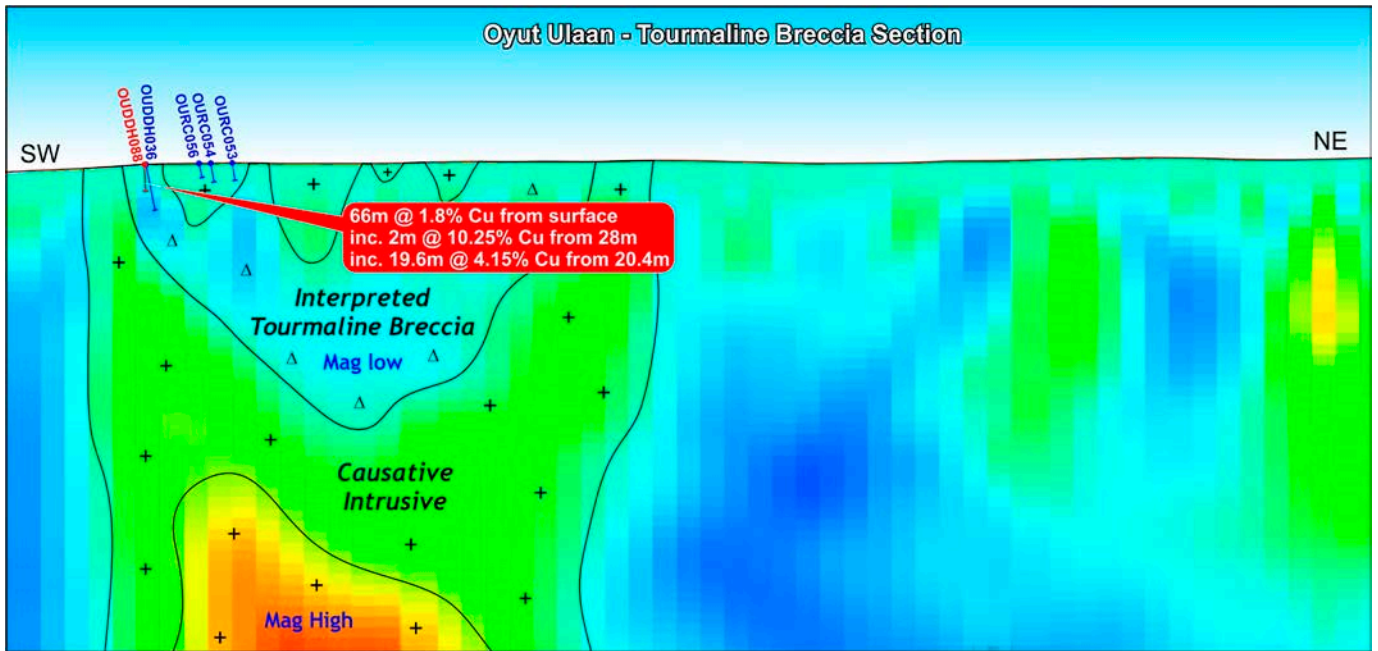 Oyut Ulaan - Tourmaline Breccia Section
OUDDH088
OUDDH036
OURC056
OURC054
OURC053
SW
NE
66m @ 1.8% Cu from surface
inc. 2m @ 10.25% Cu from 28m
inc. 19.6m @ 4.15% Cu from 20.4m
Interpreted
Tourmaline Breccia
Mag low
Causative
Intrusive
Mag High